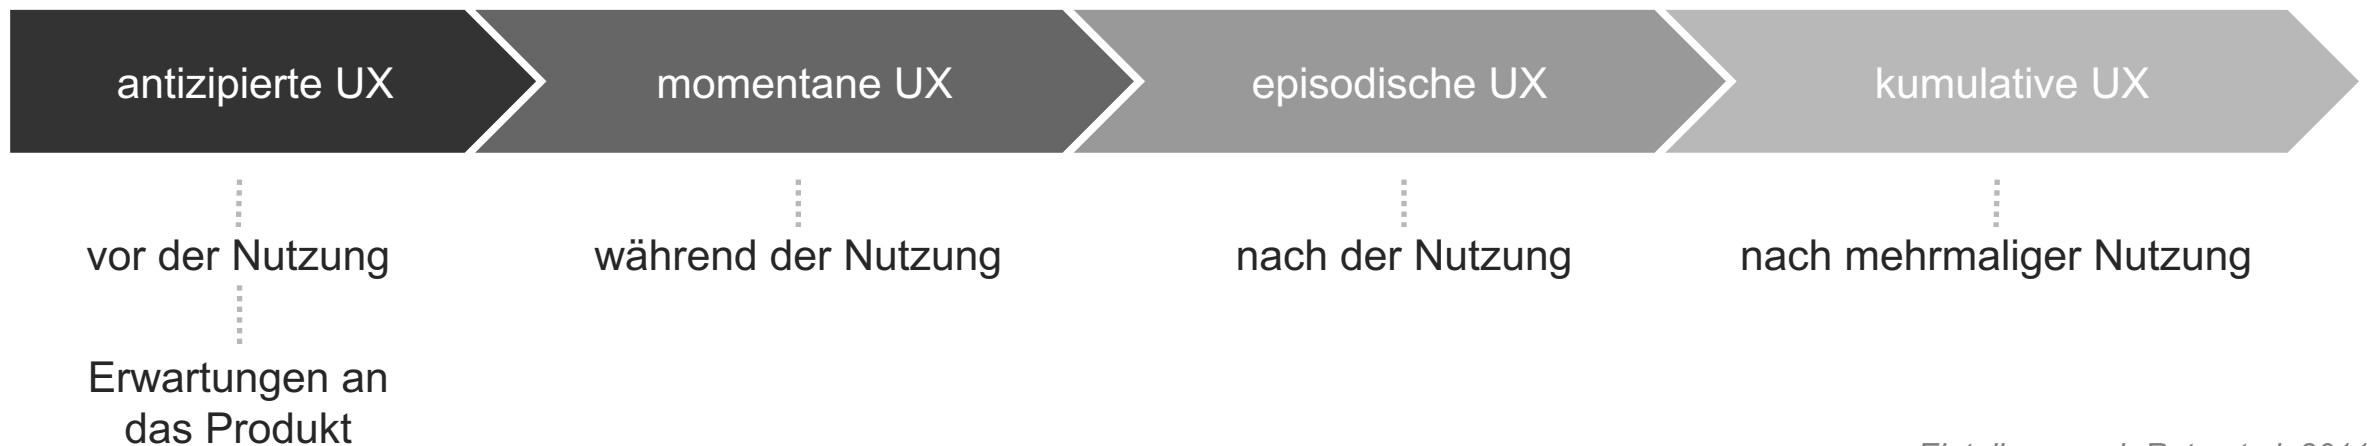 antizipierte UX
momentane UX
episodische UX
kumulative UX
vor der Nutzung
während der Nutzung
nach der Nutzung
nach mehrmaliger Nutzung
Erwartungen an
das Produkt